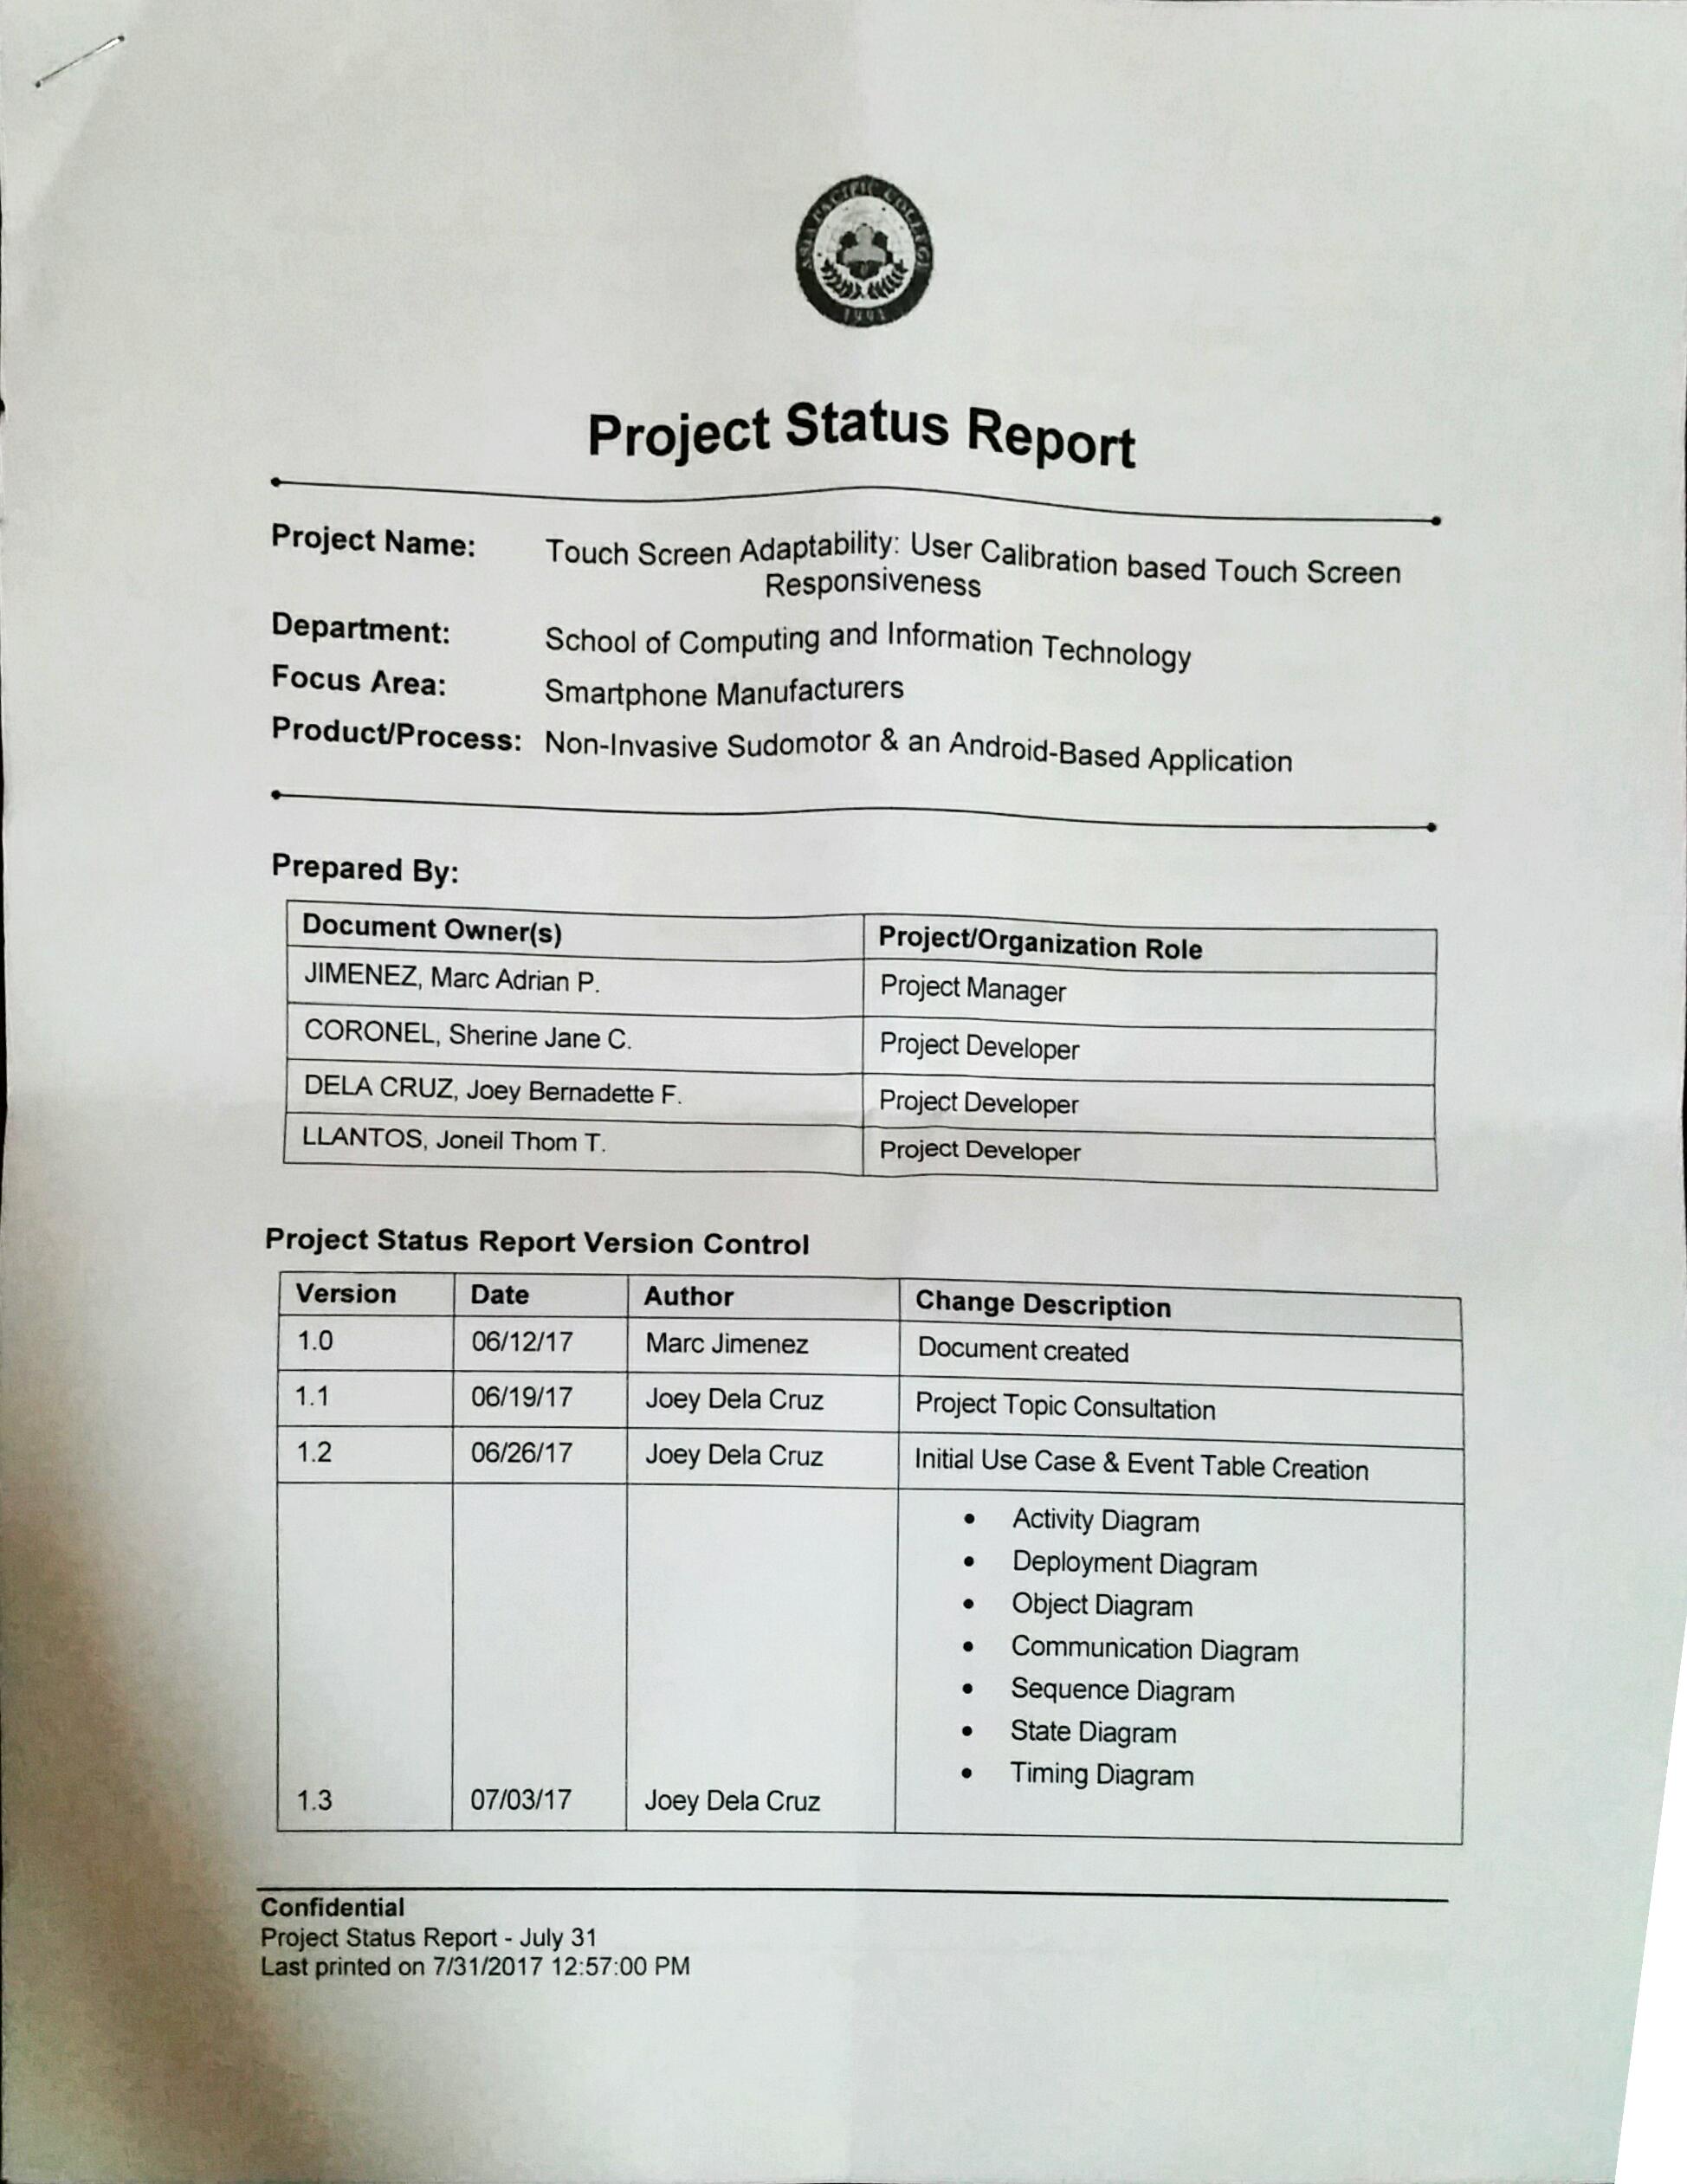 ASIA PACIFIC COLLEGE
1991
Project Status Report
Project Name: Touch Screen Adaptability: User Calibration based Touch Screen
Responsiveness
Department: School of Computing and Information Technology
Focus Area: Smartphone Manufacturers
Product/Process: Non-Invasive Sudomotor & an Android-Based Application
Prepared By:
Document Owner(s) Project/Organization Role
JIMENEZ, Marc Adrian P. Project Manager
CORONEL, Sherine Jane C. Project Developer
DELA CRUZ, Joey Bernadette F. Project Developer
LLANTOS, Joneil Thom T. Project Developer
Project Status Report Version Control
Version Date Author Change Description
1.0 06/12/17 Marc Jimenez Document created
1.1 06/19/17 Joey Dela Cruz Project Topic Consultation
1.2 06/26/17 Joey Dela Cruz Initial Use Case & Event Table Creation
• Activity Diagram
• Deployment Diagram
• Object Diagram
• Communication Diagram
• Sequence Diagram
• State Diagram
• Timing Diagram
1.3 07/03/17 Joey Dela Cruz
Confidential
Project Status Report - July 31
Last printed on 7/31/2017 12:57:00 PM